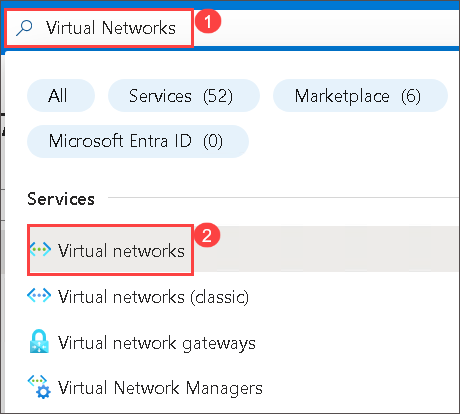 Virtual Networks 1
All Services (52) Marketplace (6)
Microsoft Entra ID (0)
Services
Virtual networks 2
Virtual networks (classic)
Virtual network gateways
Virtual Network Managers